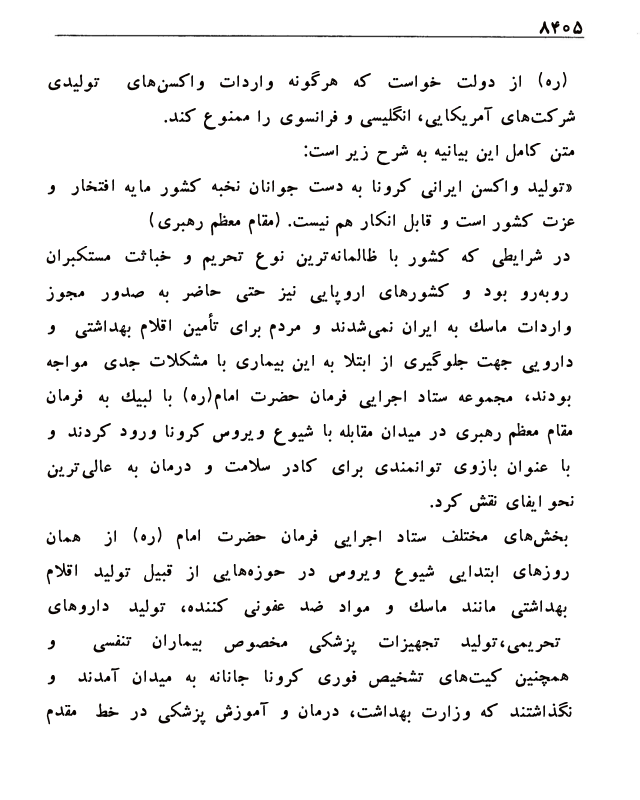 ۸۴۰۵
(ره) از دولت خواست که هرگونه واردات واکسن‌های تولیدی
شرکت‌های آمریکایی، انگلیسی و فرانسوی را ممنوع کند.
متن کامل این بیانیه به شرح زیر است:
«تولید واکسن ایرانی کرونا به دست جوانان نخبه کشور مایه افتخار و
عزت کشور است و قابل انکار هم نیست. (مقام معظم رهبری)
در شرایطی که کشور با ظالمانه‌ترین نوع تحریم و خباثت مستکبران
روبه‌رو بود و کشورهای اروپایی نیز حتی حاضر به صدور مجوز
واردات ماسك به ایران نمی‌شدند و مردم برای تأمین اقلام بهداشتی و
دارویی جهت جلوگیری از ابتلا به این بیماری با مشکلات جدی مواجه
بودند، مجموعه ستاد اجرایی فرمان حضرت امام(ره) با لبیك به فرمان
مقام معظم رهبری در میدان مقابله با شیوع ویروس کرونا ورود کردند و
با عنوان بازوی توانمندی برای کادر سلامت و درمان به عالی‌ترین
نحو ایفای نقش کرد.
بخش‌های مختلف ستاد اجرایی فرمان حضرت امام (ره) از همان
روزهای ابتدایی شیوع ویروس در حوزه‌هایی از قبیل تولید اقلام
بهداشتی مانند ماسك و مواد ضد عفونی کننده، تولید داروهای
تحریمی،تولید تجهیزات پزشکی مخصوص بیماران تنفسی و
همچنین کیت‌های تشخیص فوری کرونا جانانه به میدان آمدند و
نگذاشتند که وزارت بهداشت، درمان و آموزش پزشکی در خط مقدم